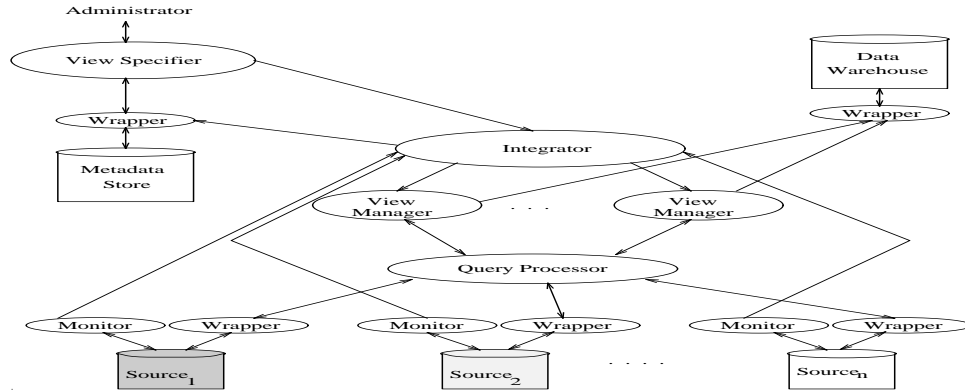 Administrator
View Specifier
Data
Warehouse
Wrapper
Wrapper
Integrator
Metadata
Store
View
Manager
. . .
View
Manager
Query Processor
Monitor
Wrapper
Monitor
Wrapper
Monitor
Wrapper
Source1
Source2
. . . .
Sourcen